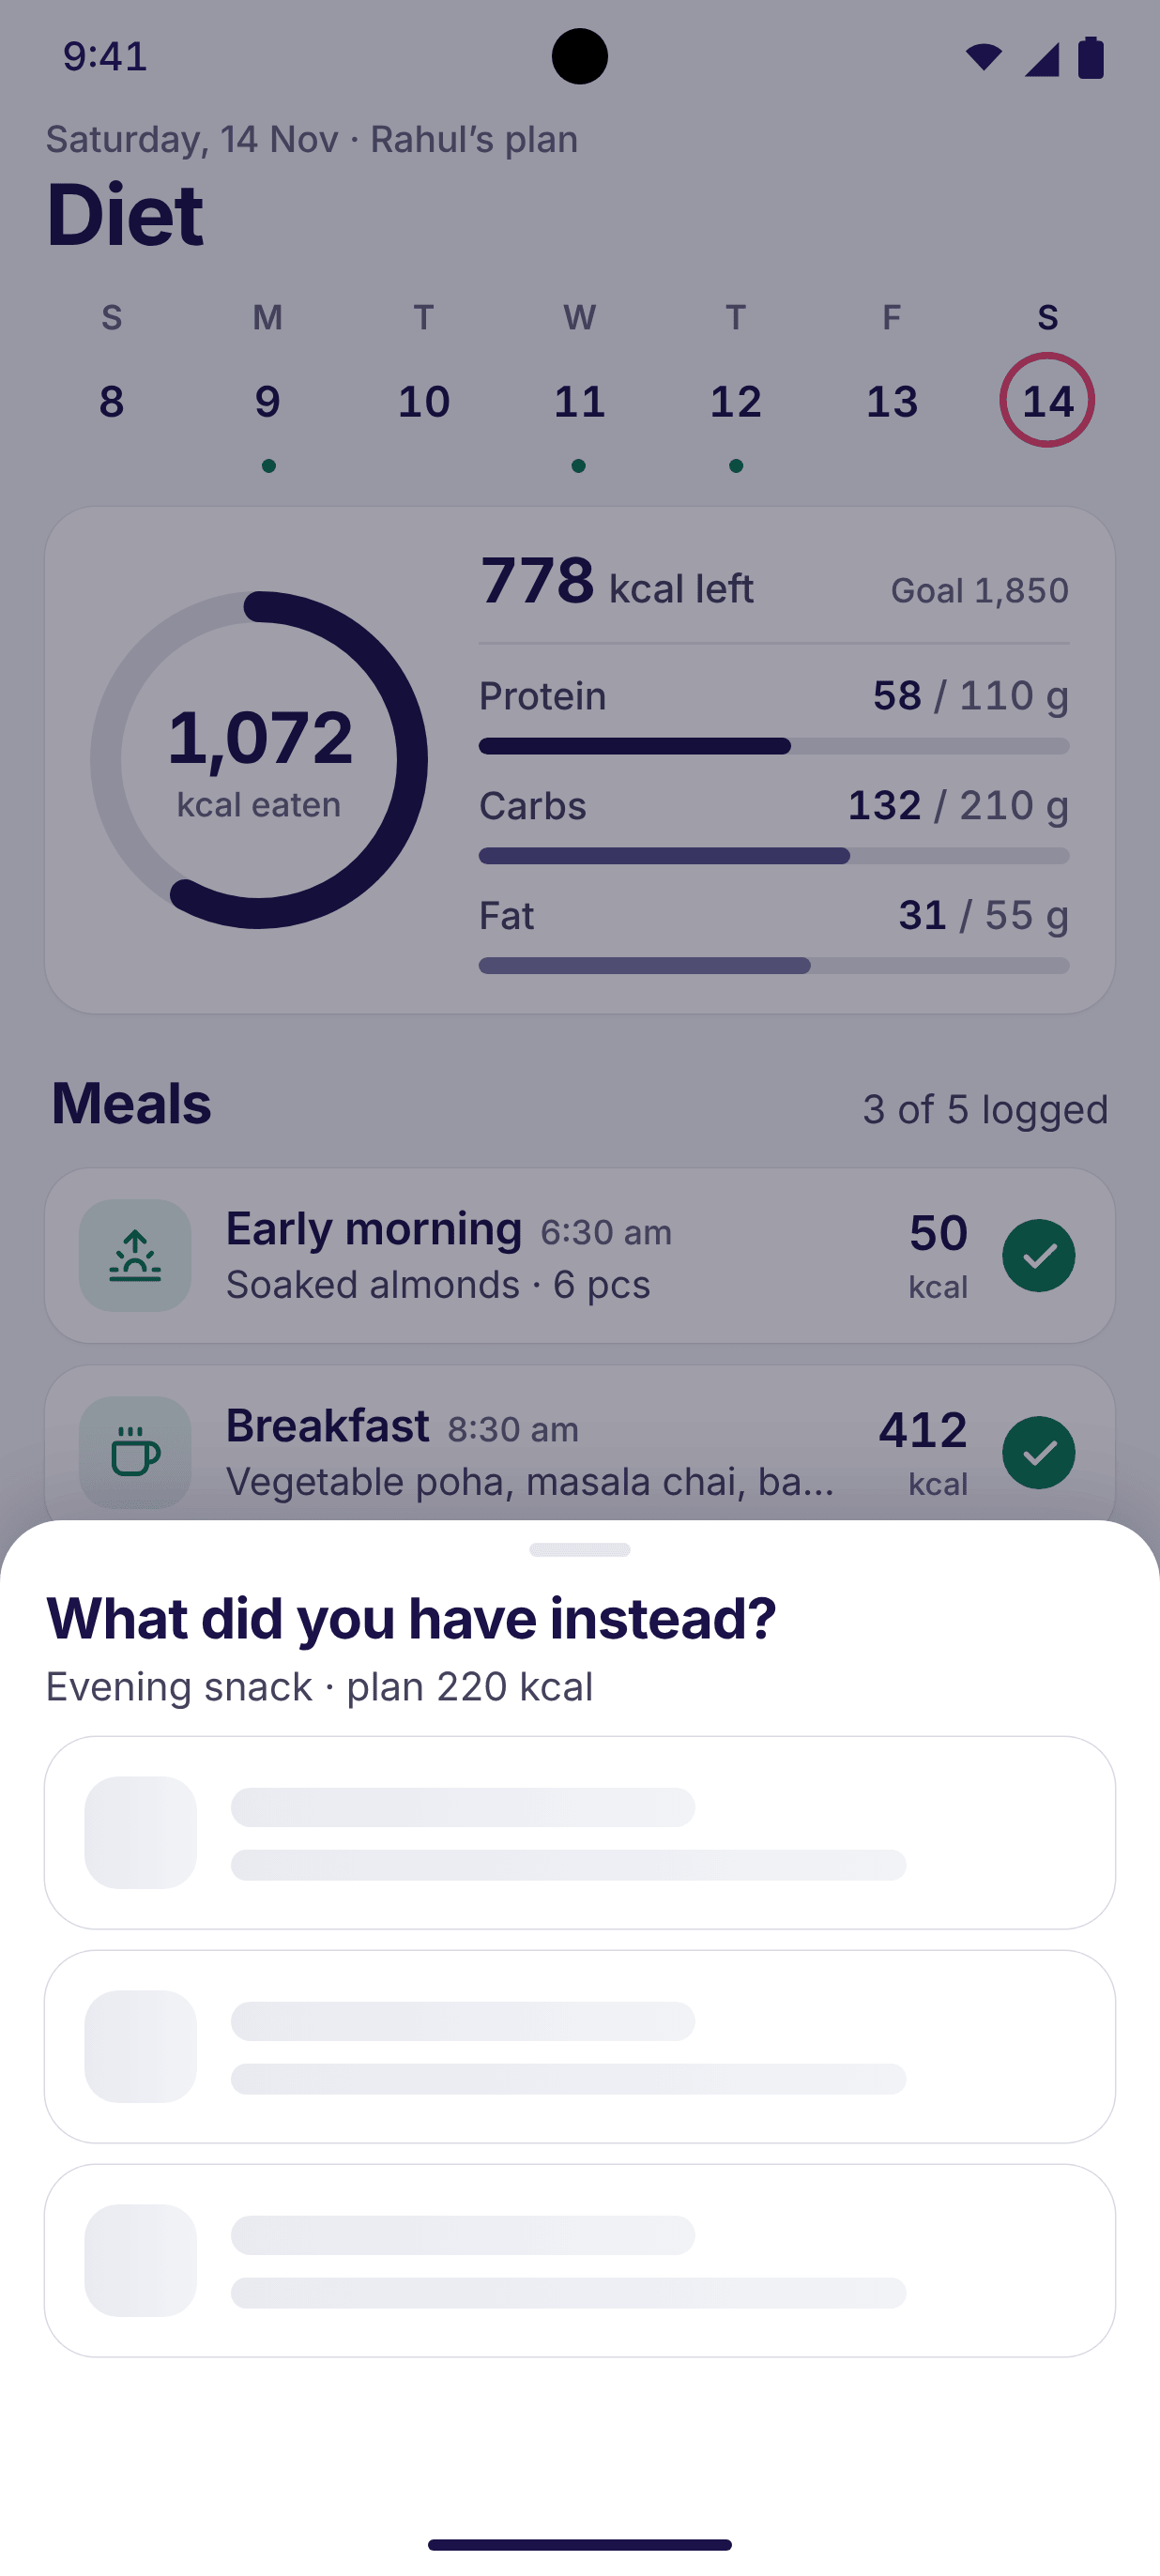 9:41
Saturday, 14 Nov · Rahul’s plan
Diet
S M T W T F S
8 9 10 11 12 13 14
778 kcal left Goal 1,850
1,072
kcal eaten
Protein 58 / 110 g
Carbs 132 / 210 g
Fat 31 / 55 g
Meals 3 of 5 logged
Early morning 6:30 am 50
Soaked almonds · 6 pcs kcal
Breakfast 8:30 am 412
Vegetable poha, masala chai, ba... kcal
What did you have instead?
Evening snack · plan 220 kcal